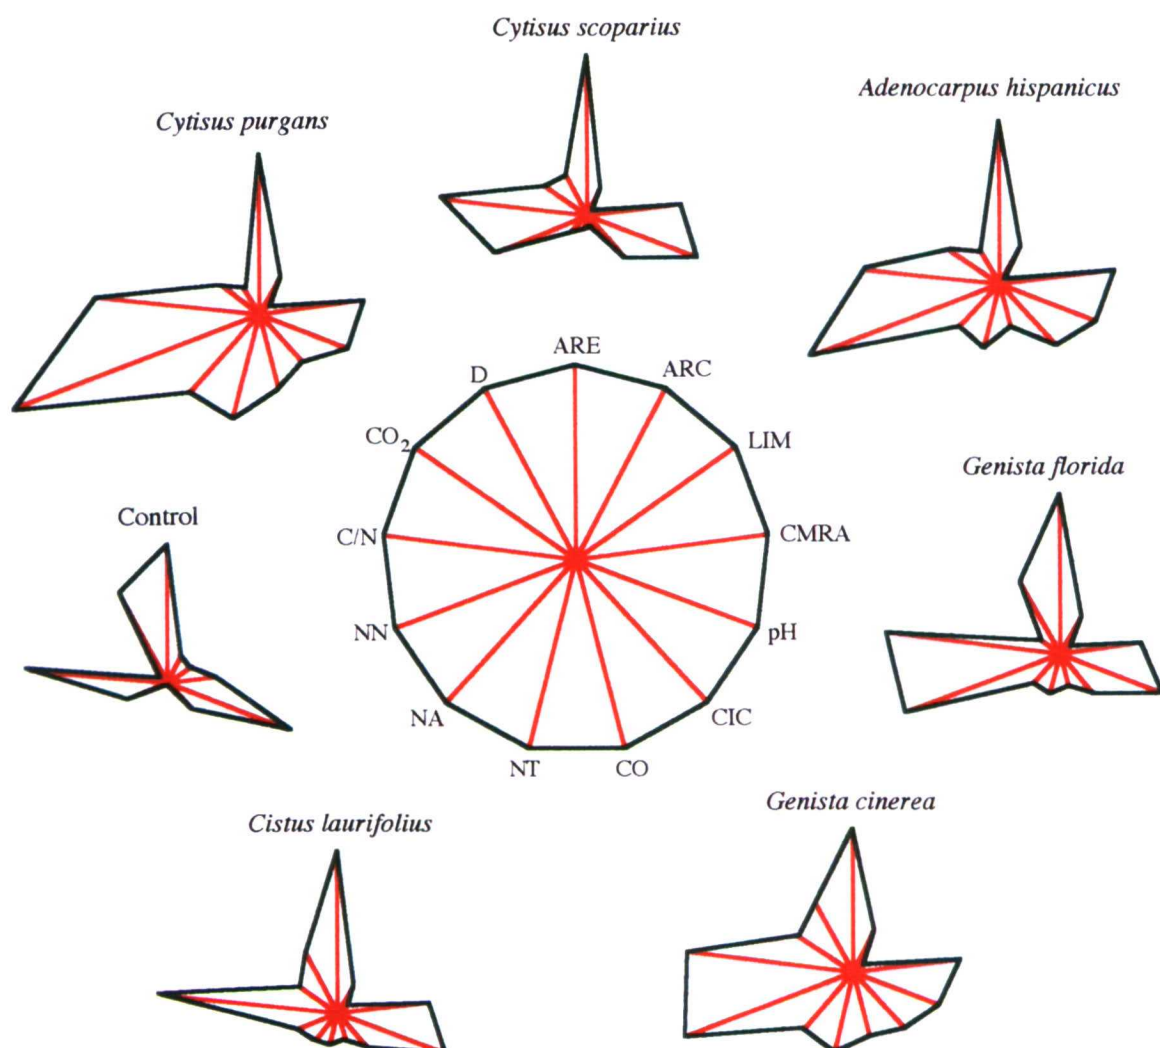 Cytisus scoparius
Adenocarpus hispanicus
Cytisus purgans
ARE
D
ARC
CO2
LIM
Genista florida
Control
C/N
CMRA
NN
pH
NA
CIC
NT
CO
Genista cinerea
Cistus laurifolius